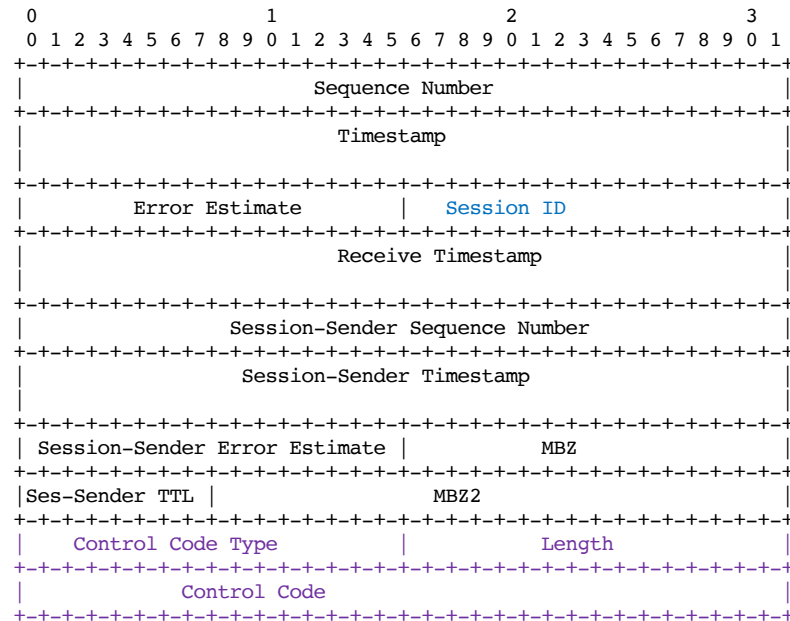 0                   1                   2                   3
0 1 2 3 4 5 6 7 8 9 0 1 2 3 4 5 6 7 8 9 0 1 2 3 4 5 6 7 8 9 0 1
+-+-+-+-+-+-+-+-+-+-+-+-+-+-+-+-+-+-+-+-+-+-+-+-+-+-+-+-+-+-+-+-+
| Sequence Number |
+-+-+-+-+-+-+-+-+-+-+-+-+-+-+-+-+-+-+-+-+-+-+-+-+-+-+-+-+-+-+-+-+
| Timestamp |
| |
+-+-+-+-+-+-+-+-+-+-+-+-+-+-+-+-+-+-+-+-+-+-+-+-+-+-+-+-+-+-+-+-+
| Error Estimate | Session ID |
+-+-+-+-+-+-+-+-+-+-+-+-+-+-+-+-+-+-+-+-+-+-+-+-+-+-+-+-+-+-+-+-+
| Receive Timestamp |
| |
+-+-+-+-+-+-+-+-+-+-+-+-+-+-+-+-+-+-+-+-+-+-+-+-+-+-+-+-+-+-+-+-+
| Session-Sender Sequence Number |
+-+-+-+-+-+-+-+-+-+-+-+-+-+-+-+-+-+-+-+-+-+-+-+-+-+-+-+-+-+-+-+-+
| Session-Sender Timestamp |
| |
+-+-+-+-+-+-+-+-+-+-+-+-+-+-+-+-+-+-+-+-+-+-+-+-+-+-+-+-+-+-+-+-+
| Session-Sender Error Estimate | MBZ |
+-+-+-+-+-+-+-+-+-+-+-+-+-+-+-+-+-+-+-+-+-+-+-+-+-+-+-+-+-+-+-+-+
|Ses-Sender TTL | MBZ2 |
+-+-+-+-+-+-+-+-+-+-+-+-+-+-+-+-+-+-+-+-+-+-+-+-+-+-+-+-+-+-+-+-+
| Control Code Type | Length |
+-+-+-+-+-+-+-+-+-+-+-+-+-+-+-+-+-+-+-+-+-+-+-+-+-+-+-+-+-+-+-+-+
| Control Code |
+-+-+-+-+-+-+-+-+-+-+-+-+-+-+-+-+-+-+-+-+-+-+-+-+-+-+-+-+-+-+-+-+